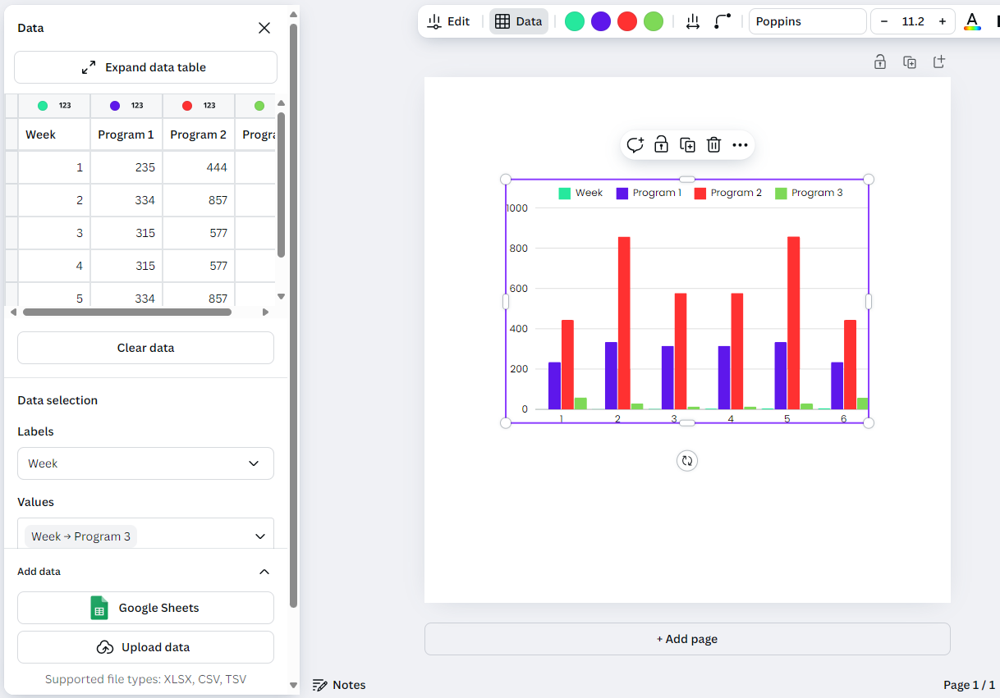 Data
Expand data table
123 123 123
Week Program 1 Program 2 Progra
1 235 444
2 334 857
3 315 577
4 315 577
5 334 857
Clear data
Data selection
Labels
Week
Values
Week → Program 3
Add data
Google Sheets
Upload data
Supported file types: XLSX, CSV, TSV
Edit Data Poppins – 11.2 + A
Week Program 1 Program 2 Program 3
1000
800
600
400
200
0
1 2 3 4 5 6
+ Add page
Notes Page 1 / 1